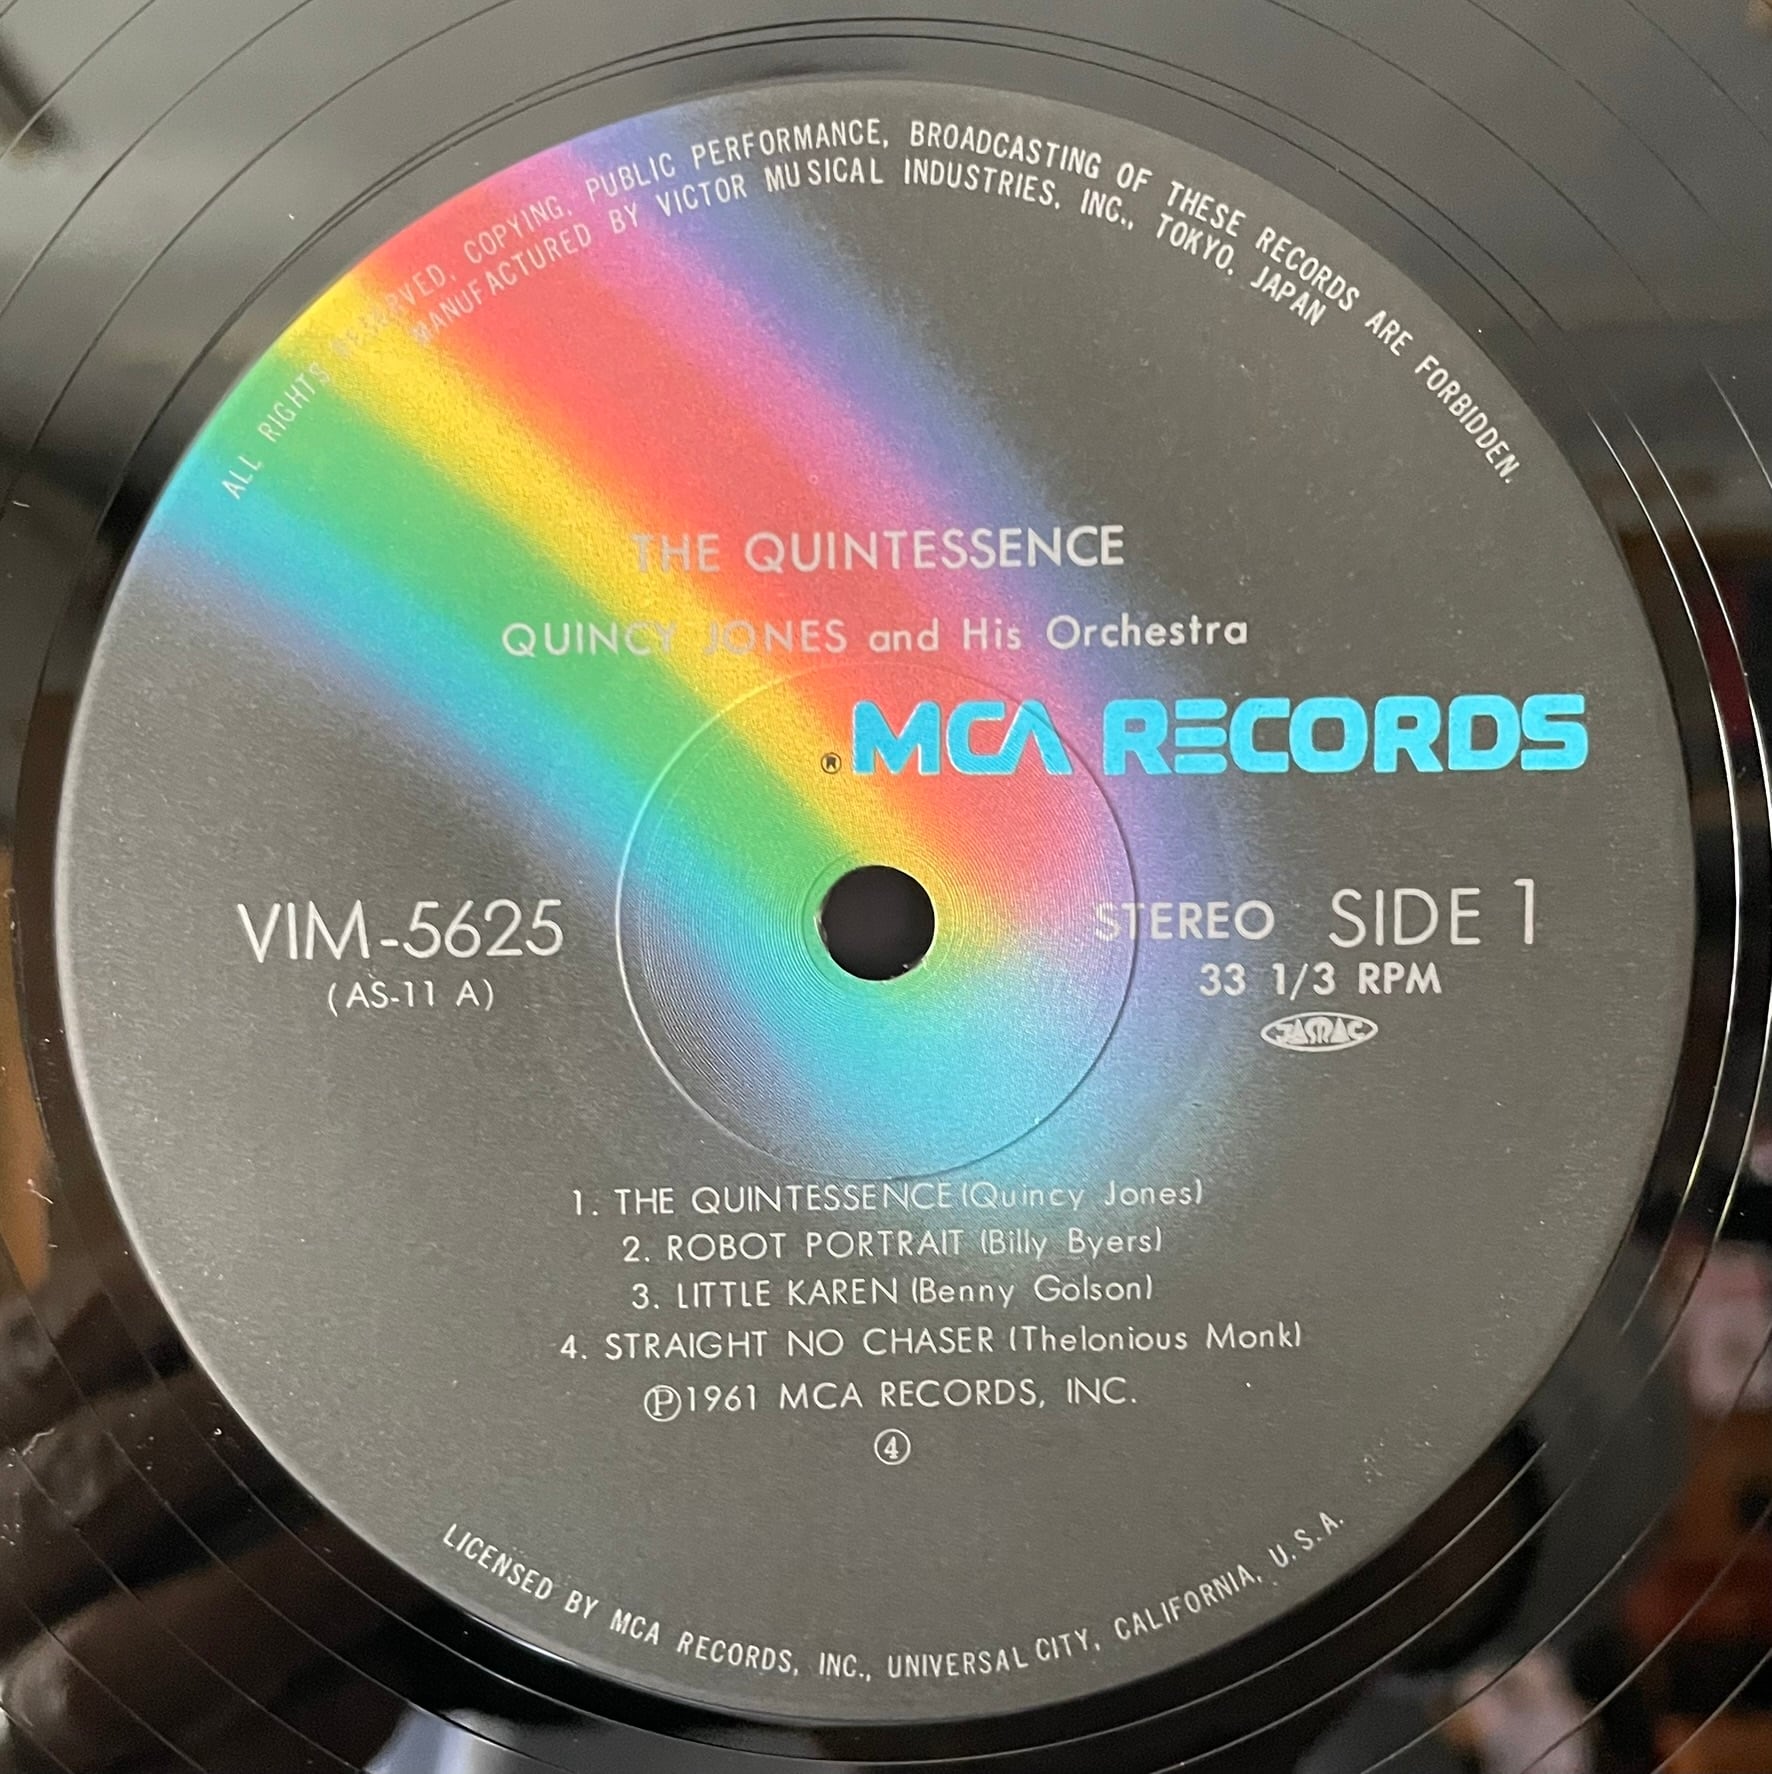 ALL RIGHTS RESERVED. COPYING. PUBLIC PERFORMANCE, BROADCASTING OF THESE RECORDS ARE FORBIDDEN.
MANUFACTURED BY VICTOR MUSICAL INDUSTRIES, INC., TOKYO, JAPAN
THE QUINTESSENCE
QUINCY JONES and His Orchestra
® MCA RECORDS
VIM-5625
(AS-11 A)
STEREO SIDE 1
33 1/3 RPM
JASRAC
1. THE QUINTESSENCE (Quincy Jones)
2. ROBOT PORTRAIT (Billy Byers)
3. LITTLE KAREN (Benny Golson)
4. STRAIGHT NO CHASER (Thelonious Monk)
℗1961 MCA RECORDS, INC.
④
LICENSED BY MCA RECORDS, INC., UNIVERSAL CITY, CALIFORNIA, U.S.A.